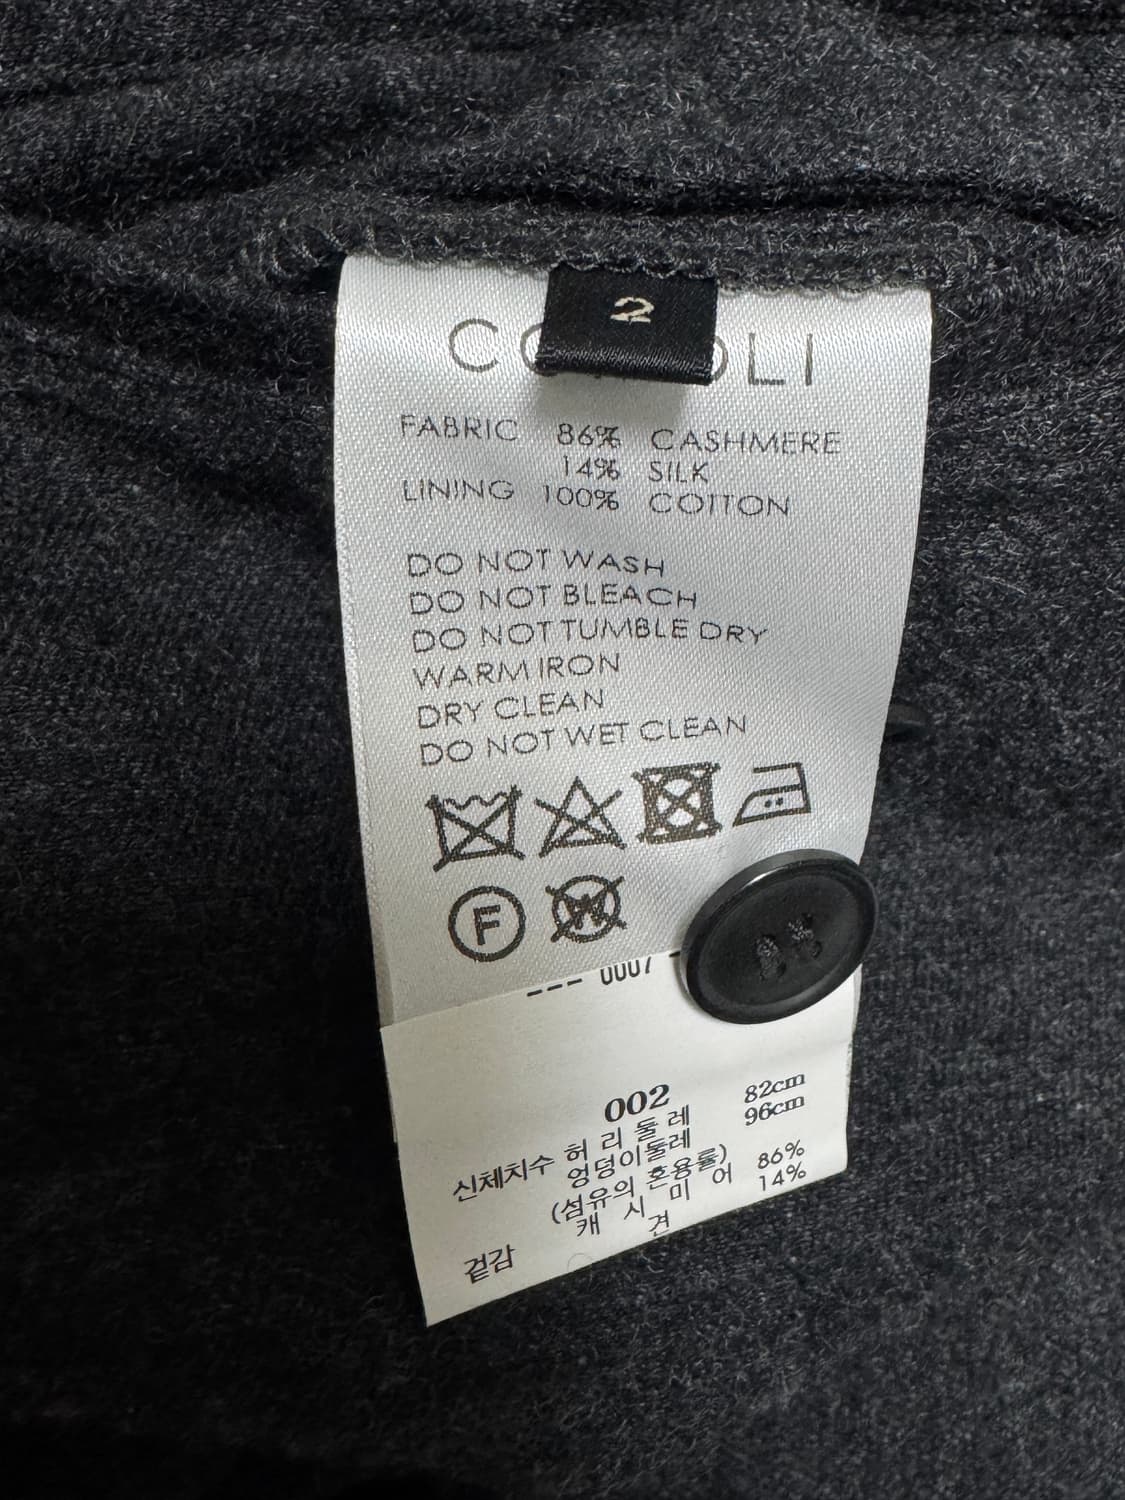 2
FABRIC 86% CASHMERE
14% SILK
LINING 100% COTTON
DO NOT WASH
DO NOT BLEACH
DO NOT TUMBLE DRY
WARM IRON
DRY CLEAN
DO NOT WET CLEAN
F W
--- 0007 -
002
신체치수 허리둘레 82cm
엉덩이둘레 96cm
(섬유의 혼용률)
겉감 캐시미어 86%
견 14%